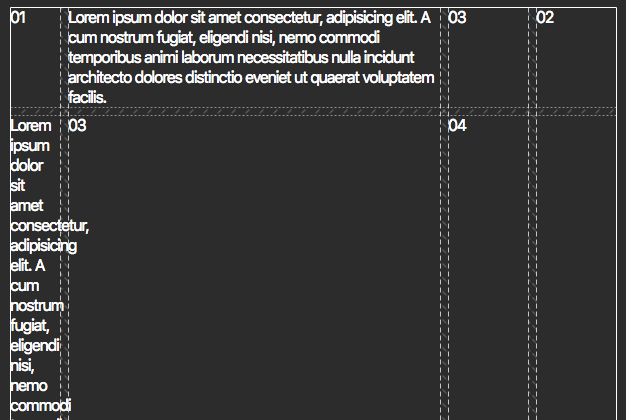 01
Lorem ipsum dolor sit amet consectetur, adipisicing elit. A
cum nostrum fugiat, eligendi nisi, nemo commodi
temporibus animi laborum necessitatibus nulla incidunt
architecto dolores distinctio eveniet ut quaerat voluptatem
facilis.
03
02
Lorem
ipsum
dolor
sit
amet
consectetur,
adipisicing
elit. A
cum
nostrum
fugiat,
eligendi
nisi,
nemo
commodi
03
04